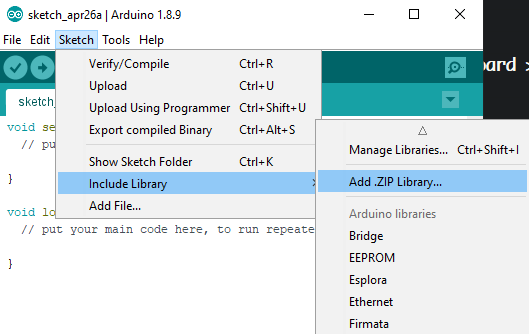 sketch_apr26a | Arduino 1.8.9
File Edit Sketch Tools Help
Verify/Compile Ctrl+R
Upload Ctrl+U
Upload Using Programmer Ctrl+Shift+U
Export compiled Binary Ctrl+Alt+S
Show Sketch Folder Ctrl+K
Include Library
Add File...
Manage Libraries... Ctrl+Shift+I
Add .ZIP Library...
Arduino libraries
Bridge
EEPROM
Esplora
Ethernet
Firmata
sketch_
void se
// pu
}
void lo
// put your main code here, to run repeate
}
ard >